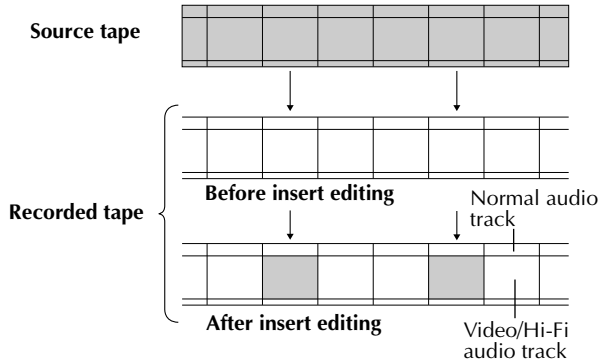 Source tape
Before insert editing
Normal audio
track
Recorded tape
After insert editing
Video/Hi-Fi
audio track